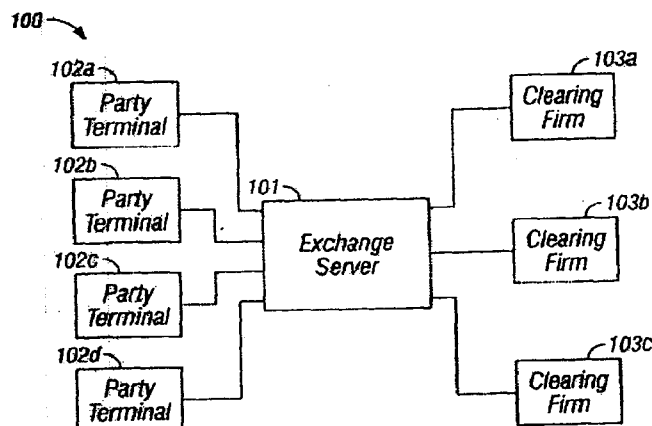 100
102a
Party
Terminal
102b
Party
Terminal
102c
Party
Terminal
102d
Party
Terminal
101
Exchange
Server
103a
Clearing
Firm
103b
Clearing
Firm
103c
Clearing
Firm